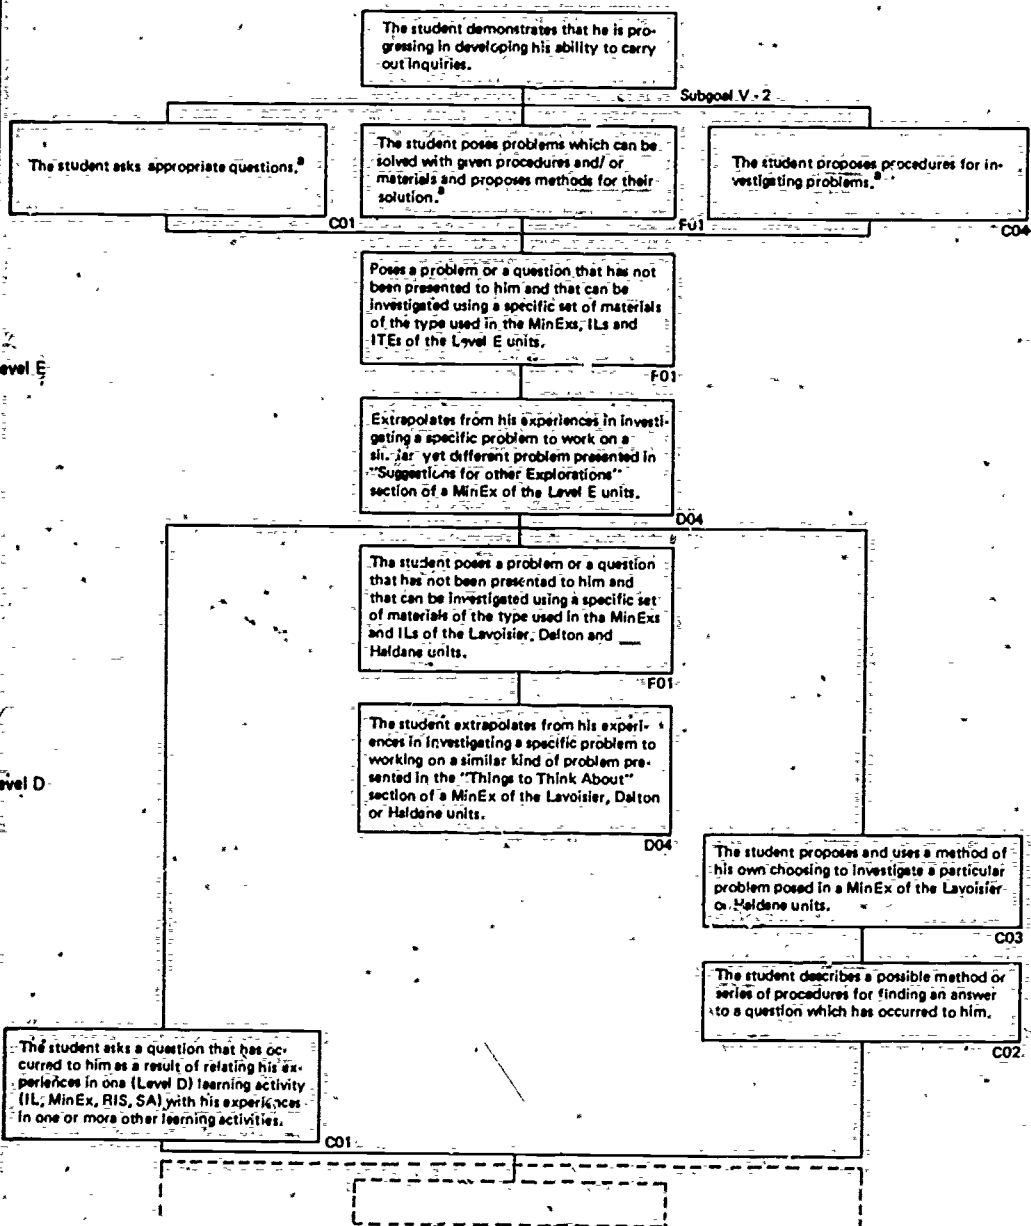 The student demonstrates that he is pro-
gressing in developing his ability to carry
out inquiries.
Subgoal V - 2
The student asks appropriate questions.a
C01
The student poses problems which can be
solved with given procedures and/ or
materials and proposes methods for their
solution.a
F01
The student proposes procedures for in-
vestigating problems.a
C04
Poses a problem or a question that has not
been presented to him and that can be
investigated using a specific set of materials
of the type used in the MinExs, ILs and
ITEs of the Level E units.
F01
evel E
Extrapolates from his experiences in investi-
gating a specific problem to work on a
yet different problem presented in
"Suggestions for other Explorations"
section of a MinEx of the Level E units.
D04
The student poses a problem or a question
that has not been presented to him and
that can be investigated using a specific set
of materials of the type used in the MinExs
and ILs of the Lavoisier, Dalton and
Haldane units.
F01
The student extrapolates from his experi-
ences in investigating a specific problem to
working on a similar kind of problem pre-
sented in the "Things to Think About"
section of a MinEx of the Lavoisier, Dalton
or Haldane units.
D04
evel D
The student proposes and uses a method of
his own choosing to investigate a particular
problem posed in a MinEx of the Lavoisier
or Haldane units.
C03
The student describes a possible method or
series of procedures for finding an answer
to a question which has occurred to him.
C02
The student asks a question that has oc-
curred to him as a result of relating his ex-
periences in one (Level D) learning activity
(IL, MinEx, RIS, SA) with his experiences
in one or more other learning activities.
C01